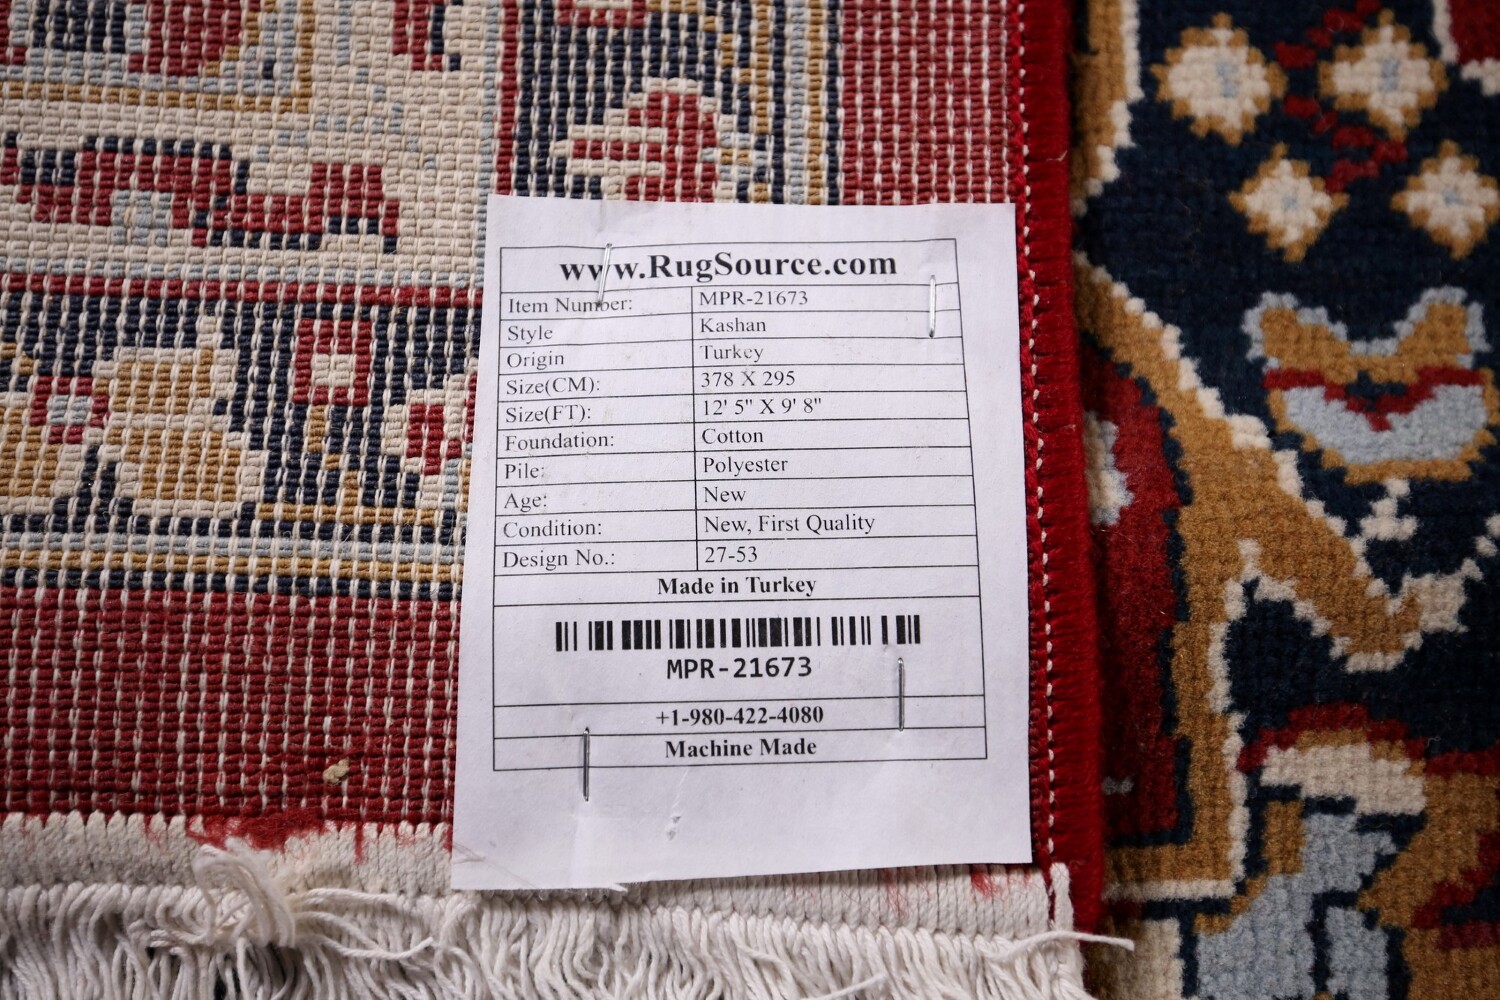 www.RugSource.com
Item Number: MPR-21673
Style Kashan
Origin Turkey
Size(CM): 378 X 295
Size(FT): 12' 5" X 9' 8"
Foundation: Cotton
Pile: Polyester
Age: New
Condition: New, First Quality
Design No.: 27-53
Made in Turkey
MPR-21673
+1-980-422-4080
Machine Made